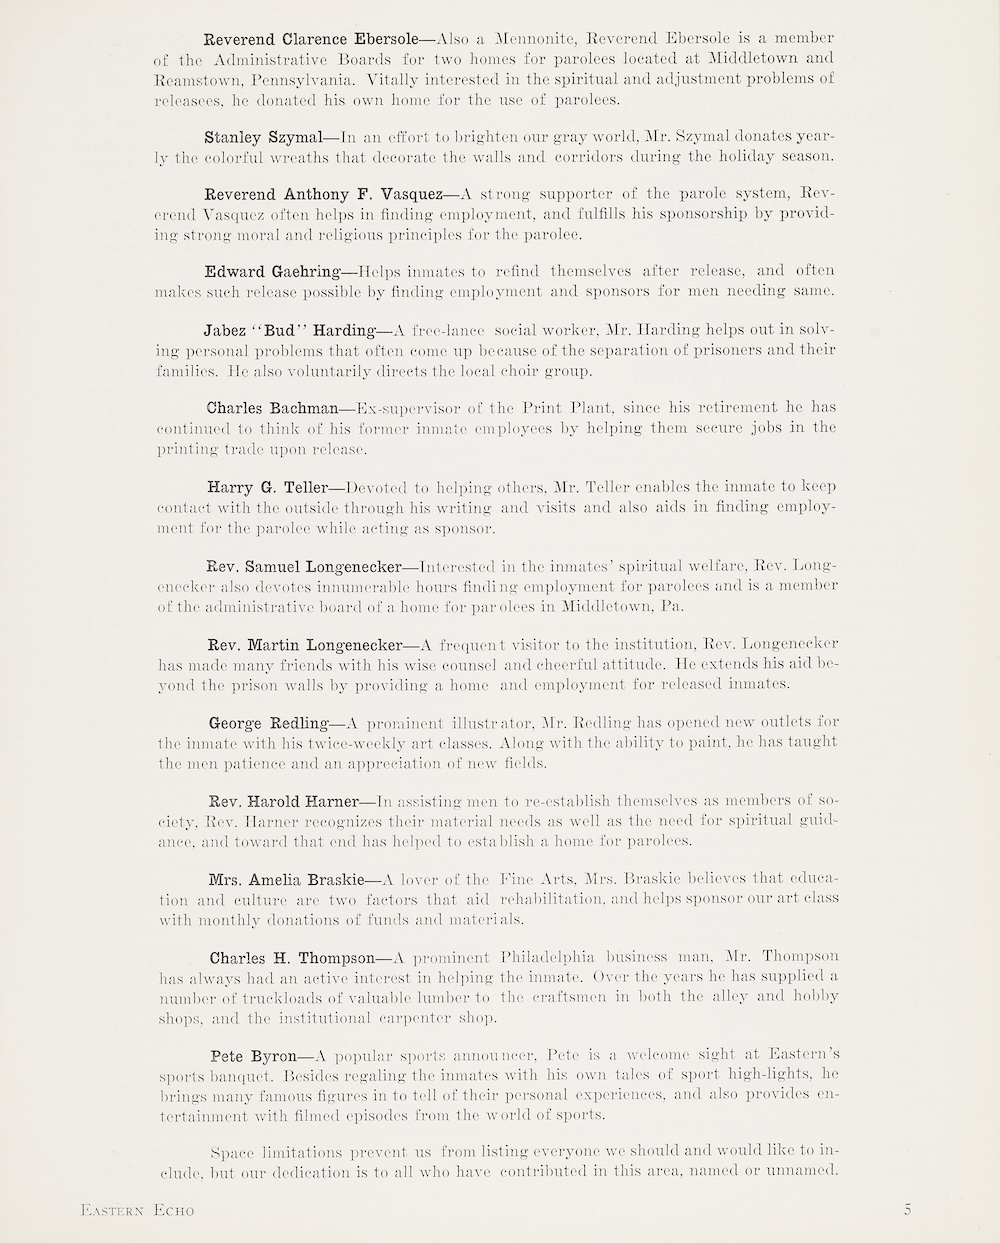 Reverend Clarence Ebersole—Also a Mennonite, Reverend Ebersole is a member
of the Administrative Boards for two homes for parolees located at Middletown and
Reamstown, Pennsylvania. Vitally interested in the spiritual and adjustment problems of
releasees, he donated his own home for the use of parolees.
Stanley Szymal—In an effort to brighten our gray world, Mr. Szymal donates year-
ly the colorful wreaths that decorate the walls and corridors during the holiday season.
Reverend Anthony F. Vasquez—A strong supporter of the parole system, Rev-
erend Vasquez often helps in finding employment, and fulfills his sponsorship by provid-
ing strong moral and religious principles for the parolee.
Edward Gaehring—Helps inmates to refind themselves after release, and often
makes such release possible by finding employment and sponsors for men needing same.
Jabez "Bud" Harding—A free-lance social worker, Mr. Harding helps out in solv-
ing personal problems that often come up because of the separation of prisoners and their
families. He also voluntarily directs the local choir group.
Charles Bachman—Ex-supervisor of the Print Plant, since his retirement he has
continued to think of his former inmate employees by helping them secure jobs in the
printing trade upon release.
Harry G. Teller—Devoted to helping others, Mr. Teller enables the inmate to keep
contact with the outside through his writing and visits and also aids in finding employ-
ment for the parolee while acting as sponsor.
Rev. Samuel Longenecker—Interested in the inmates' spiritual welfare, Rev. Long-
enecker also devotes innumerable hours finding employment for parolees and is a member
of the administrative board of a home for parolees in Middletown, Pa.
Rev. Martin Longenecker—A frequent visitor to the institution, Rev. Longenecker
has made many friends with his wise counsel and cheerful attitude. He extends his aid be-
yond the prison walls by providing a home and employment for released inmates.
George Redling—A prominent illustrator, Mr. Redling has opened new outlets for
the inmate with his twice-weekly art classes. Along with the ability to paint, he has taught
the men patience and an appreciation of new fields.
Rev. Harold Harner—In assisting men to re-establish themselves as members of so-
ciety, Rev. Harner recognizes their material needs as well as the need for spiritual guid-
ance, and toward that end has helped to establish a home for parolees.
Mrs. Amelia Braskie—A lover of the Fine Arts, Mrs. Braskie believes that educa-
tion and culture are two factors that aid rehabilitation, and helps sponsor our art class
with monthly donations of funds and materials.
Charles H. Thompson—A prominent Philadelphia business man, Mr. Thompson
has always had an active interest in helping the inmate. Over the years he has supplied a
number of truckloads of valuable lumber to the craftsmen in both the alley and hobby
shops, and the institutional carpenter shop.
Pete Byron—A popular sports announcer, Pete is a welcome sight at Eastern's
sports banquet. Besides regaling the inmates with his own tales of sport high-lights, he
brings many famous figures in to tell of their personal experiences, and also provides en-
tertainment with filmed episodes from the world of sports.
Space limitations prevent us from listing everyone we should and would like to in-
clude, but our dedication is to all who have contributed in this area, named or unnamed.
EASTERN ECHO 5